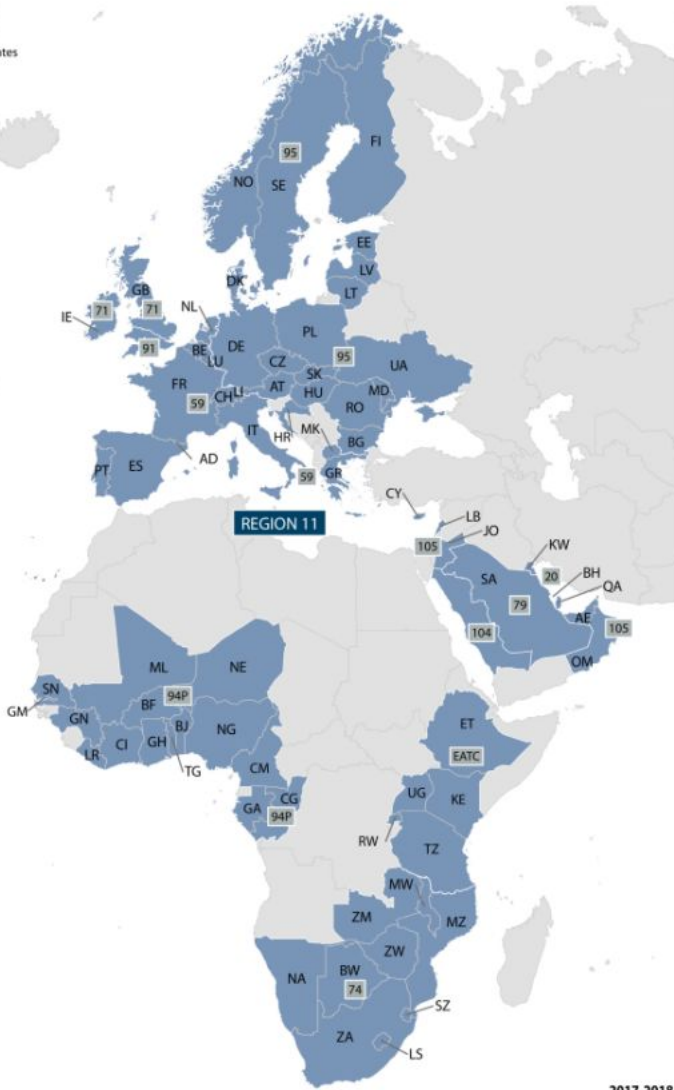 tes
95
FI
NO
SE
EE
LV
LT
DK
GB
NL
IE
71
71
91
BE
LU
DE
PL
95
UA
CZ
SK
FR
CH
LI
AT
HU
MD
RO
59
IT
HR
MK
BG
PT
ES
AD
59
GR
CY
LB
REGION 11
105
JO
KW
SA
20
BH
QA
79
AE
104
105
OM
ML
NE
SN
BF
94P
GM
GN
BJ
NG
ET
LR
CI
GH
TG
EATC
CM
GA
CG
94P
UG
KE
RW
TZ
MW
ZM
MZ
ZW
NA
BW
74
SZ
ZA
LS
2017-2018